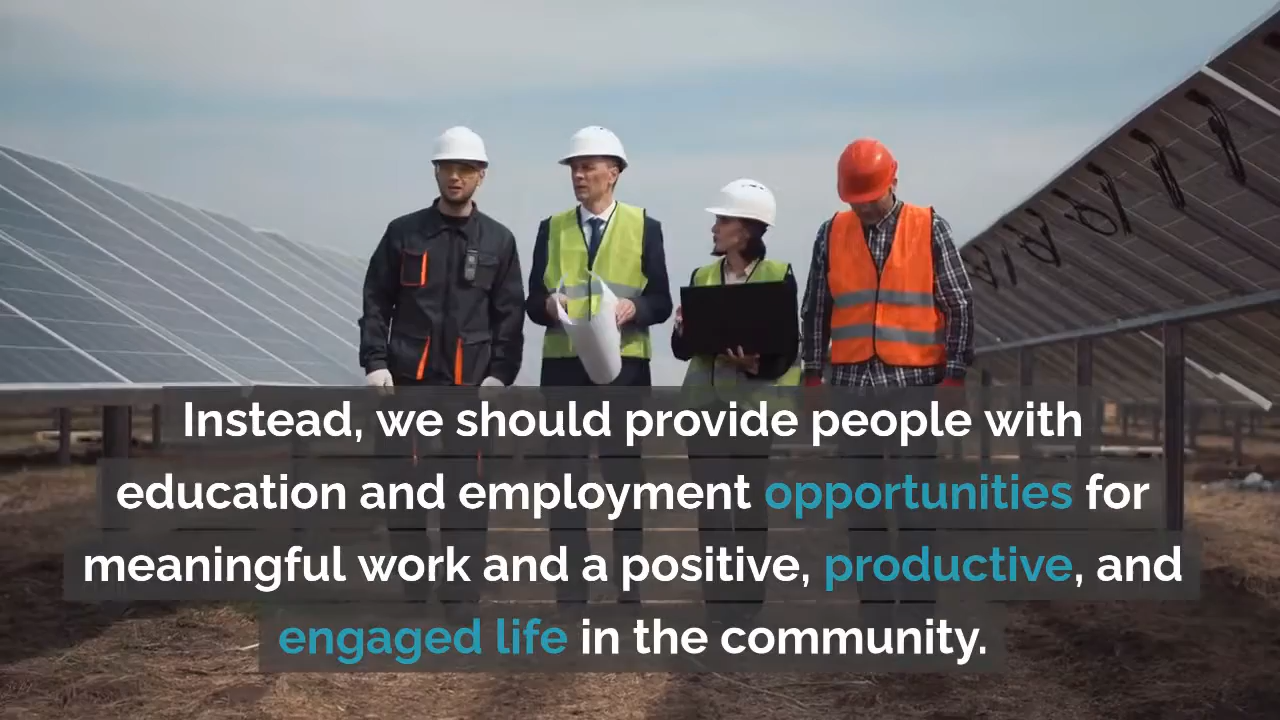 Instead, we should provide people with
education and employment opportunities for
meaningful work and a positive, productive, and
engaged life in the community.